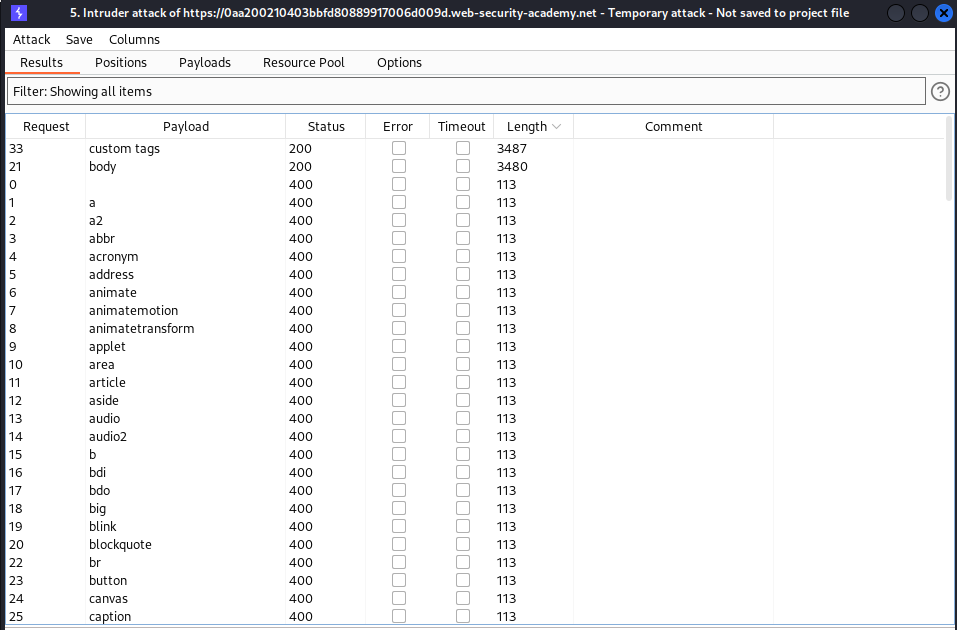 5. Intruder attack of https://0aa200210403bbfd80889917006d009d.web-security-academy.net - Temporary attack - Not saved to project file
Attack Save Columns
Results Positions Payloads Resource Pool Options
Filter: Showing all items ?
Request Payload Status Error Timeout Length Comment
33 custom tags 200 3487
21 body 200 3480
0 400 113
1 a 400 113
2 a2 400 113
3 abbr 400 113
4 acronym 400 113
5 address 400 113
6 animate 400 113
7 animatemotion 400 113
8 animatetransform 400 113
9 applet 400 113
10 area 400 113
11 article 400 113
12 aside 400 113
13 audio 400 113
14 audio2 400 113
15 b 400 113
16 bdi 400 113
17 bdo 400 113
18 big 400 113
19 blink 400 113
20 blockquote 400 113
22 br 400 113
23 button 400 113
24 canvas 400 113
25 caption 400 113